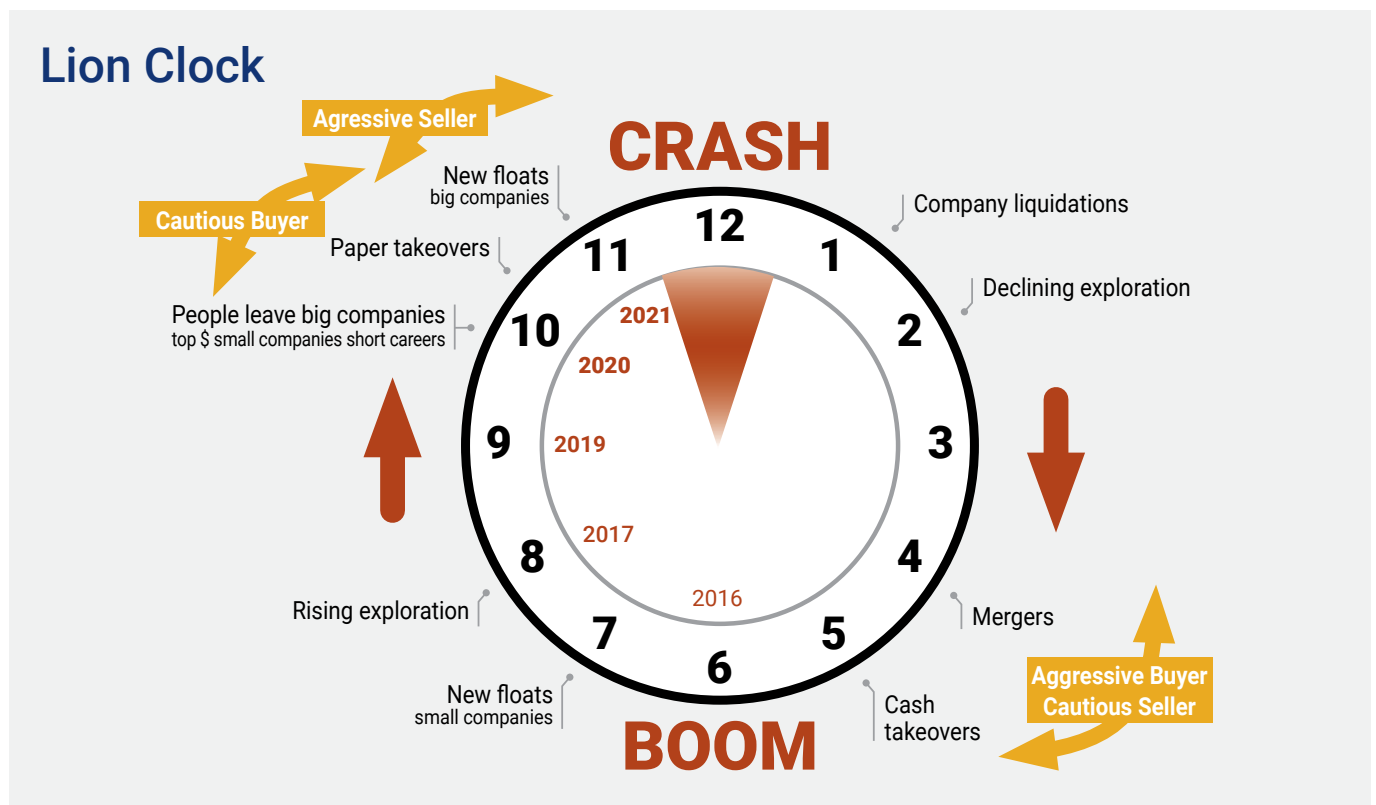 Lion Clock
Agressive Seller
CRASH
New floats
big companies
Cautious Buyer
Paper takeovers
People leave big companies
top $ small companies short careers
Company liquidations
Declining exploration
12
1
2
3
4
5
6
7
8
9
10
11
2021
2020
2019
2017
2016
Rising exploration
New floats
small companies
Mergers
Aggressive Buyer
Cautious Seller
Cash
takeovers
BOOM